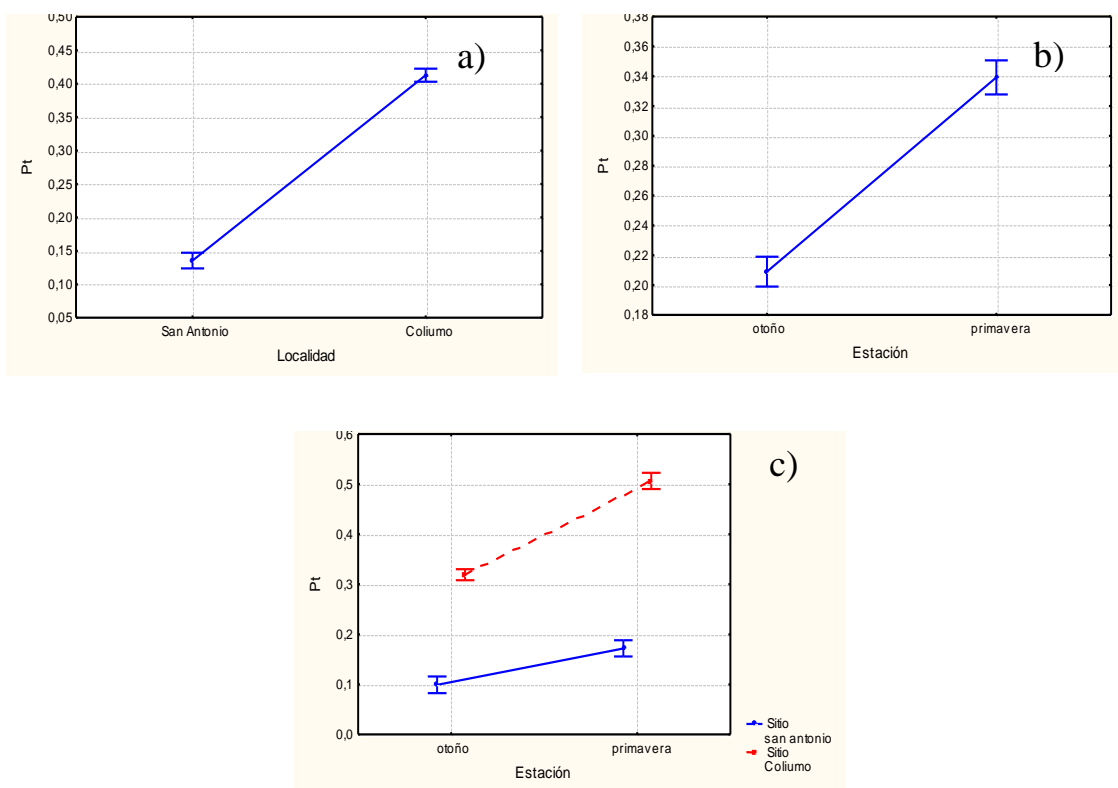 a)
0,50
0,45
0,40
0,35
0,30
0,25
0,20
0,15
0,10
0,05
Pt
San Antonio
Coliumo
Localidad
b)
0,38
0,36
0,34
0,32
0,30
0,28
0,26
0,24
0,22
0,20
0,18
Pt
otoño
primavera
Estación
c)
0,6
0,5
0,4
0,3
0,2
0,1
0,0
Pt
otoño
primavera
Estación
Sitio
san antonio
Sitio
Coliumo